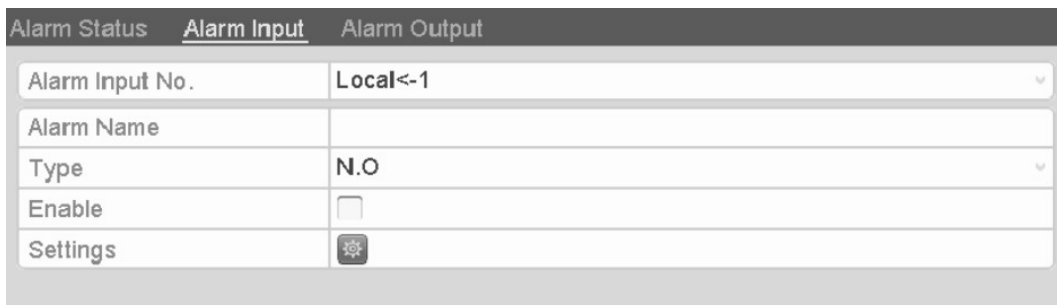 Alarm Status Alarm Input Alarm Output
Alarm Input No. Local<-1
Alarm Name
Type N.O
Enable
Settings